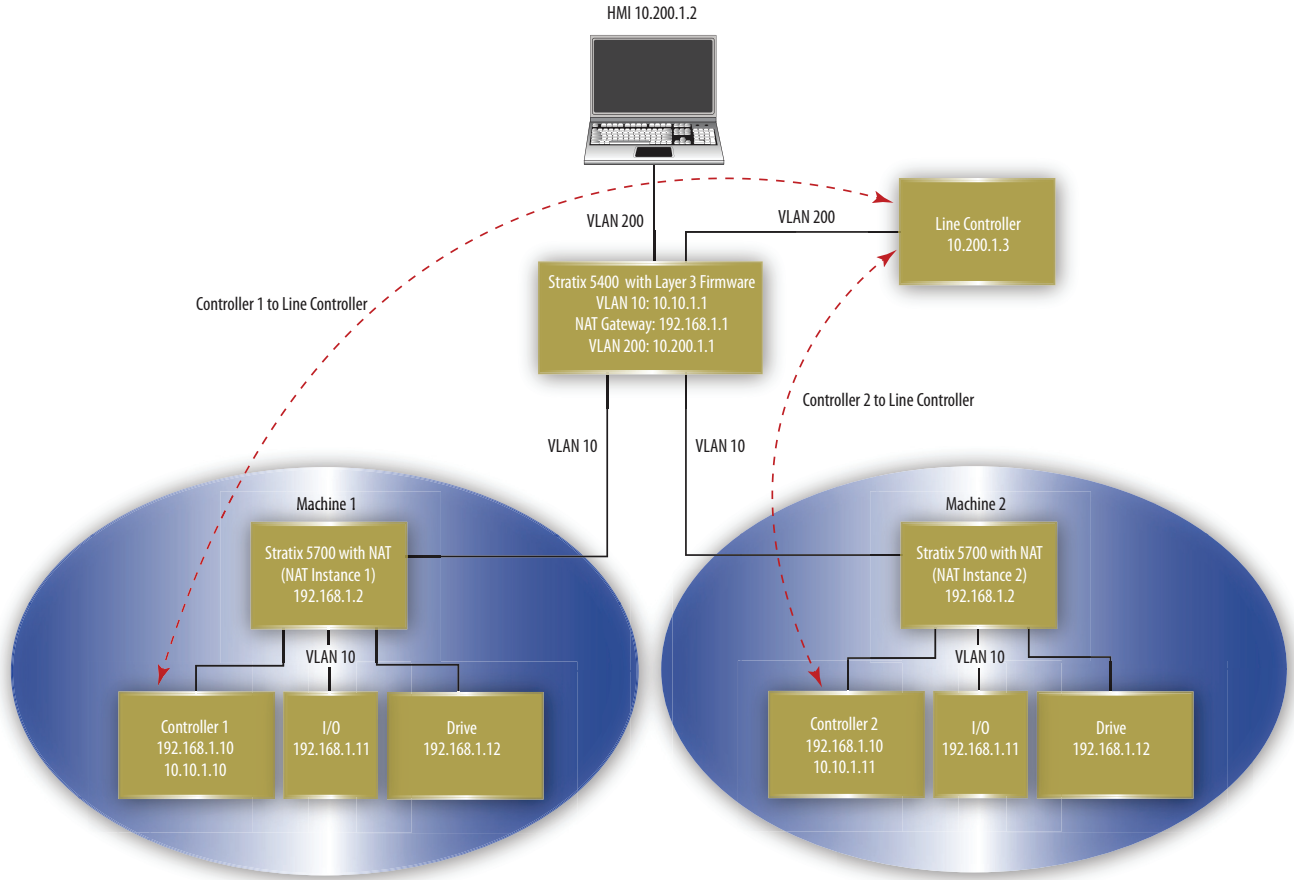 HMI 10.200.1.2
VLAN 200
VLAN 200
Line Controller
10.200.1.3
Stratix 5400 with Layer 3 Firmware
VLAN 10: 10.10.1.1
NAT Gateway: 192.168.1.1
VLAN 200: 10.200.1.1
Controller 1 to Line Controller
Controller 2 to Line Controller
VLAN 10
VLAN 10
Machine 1
Stratix 5700 with NAT
(NAT Instance 1)
192.168.1.2
VLAN 10
Controller 1
192.168.1.10
10.10.1.10
I/O
192.168.1.11
Drive
192.168.1.12
Machine 2
Stratix 5700 with NAT
(NAT Instance 2)
192.168.1.2
VLAN 10
Controller 2
192.168.1.10
10.10.1.11
I/O
192.168.1.11
Drive
192.168.1.12